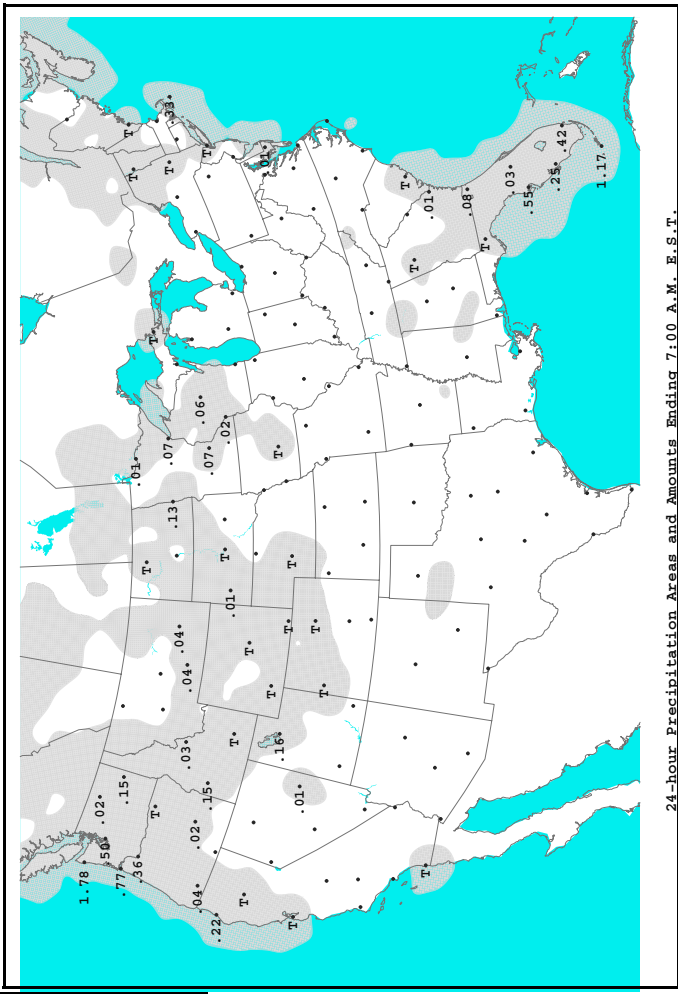 1.78
.02
.50
.77
.15
T
T
.01
.36
T
T
T
T
.07
.33
.13
.04
.03
.04
.02
.04
.06
T
.15
.07
.22
T
.02
.01
T
T
T
.01
T
T
.16
T
T
T
.01
T
T
T
T
T
.01
.08
T
.03
.55
.25
.42
1.17
24-hour Precipitation Areas and Amounts Ending 7:00 A.M. E.S.T.